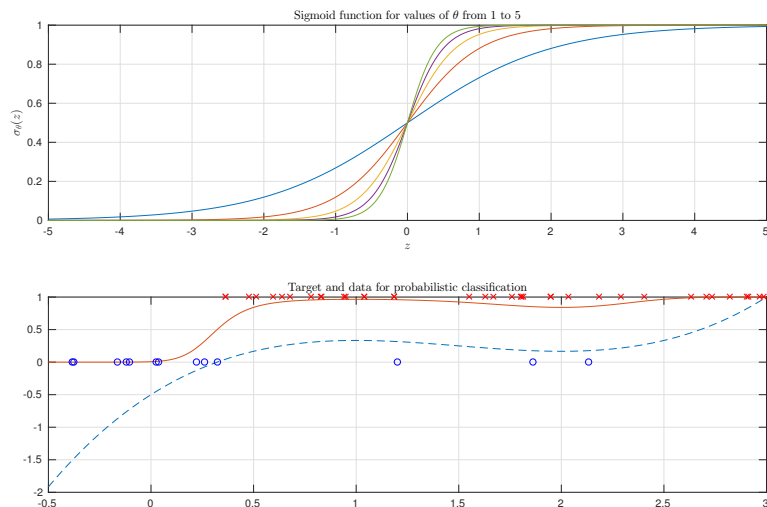 Sigmoid function for values of θ from 1 to 5
1
0.8
0.6
0.4
0.2
0
σθ(z)
-5 -4 -3 -2 -1 0 1 2 3 4 5
z
Target and data for probabilistic classification
1
0.5
0
-0.5
-1
-1.5
-2
-0.5 0 0.5 1 1.5 2 2.5 3